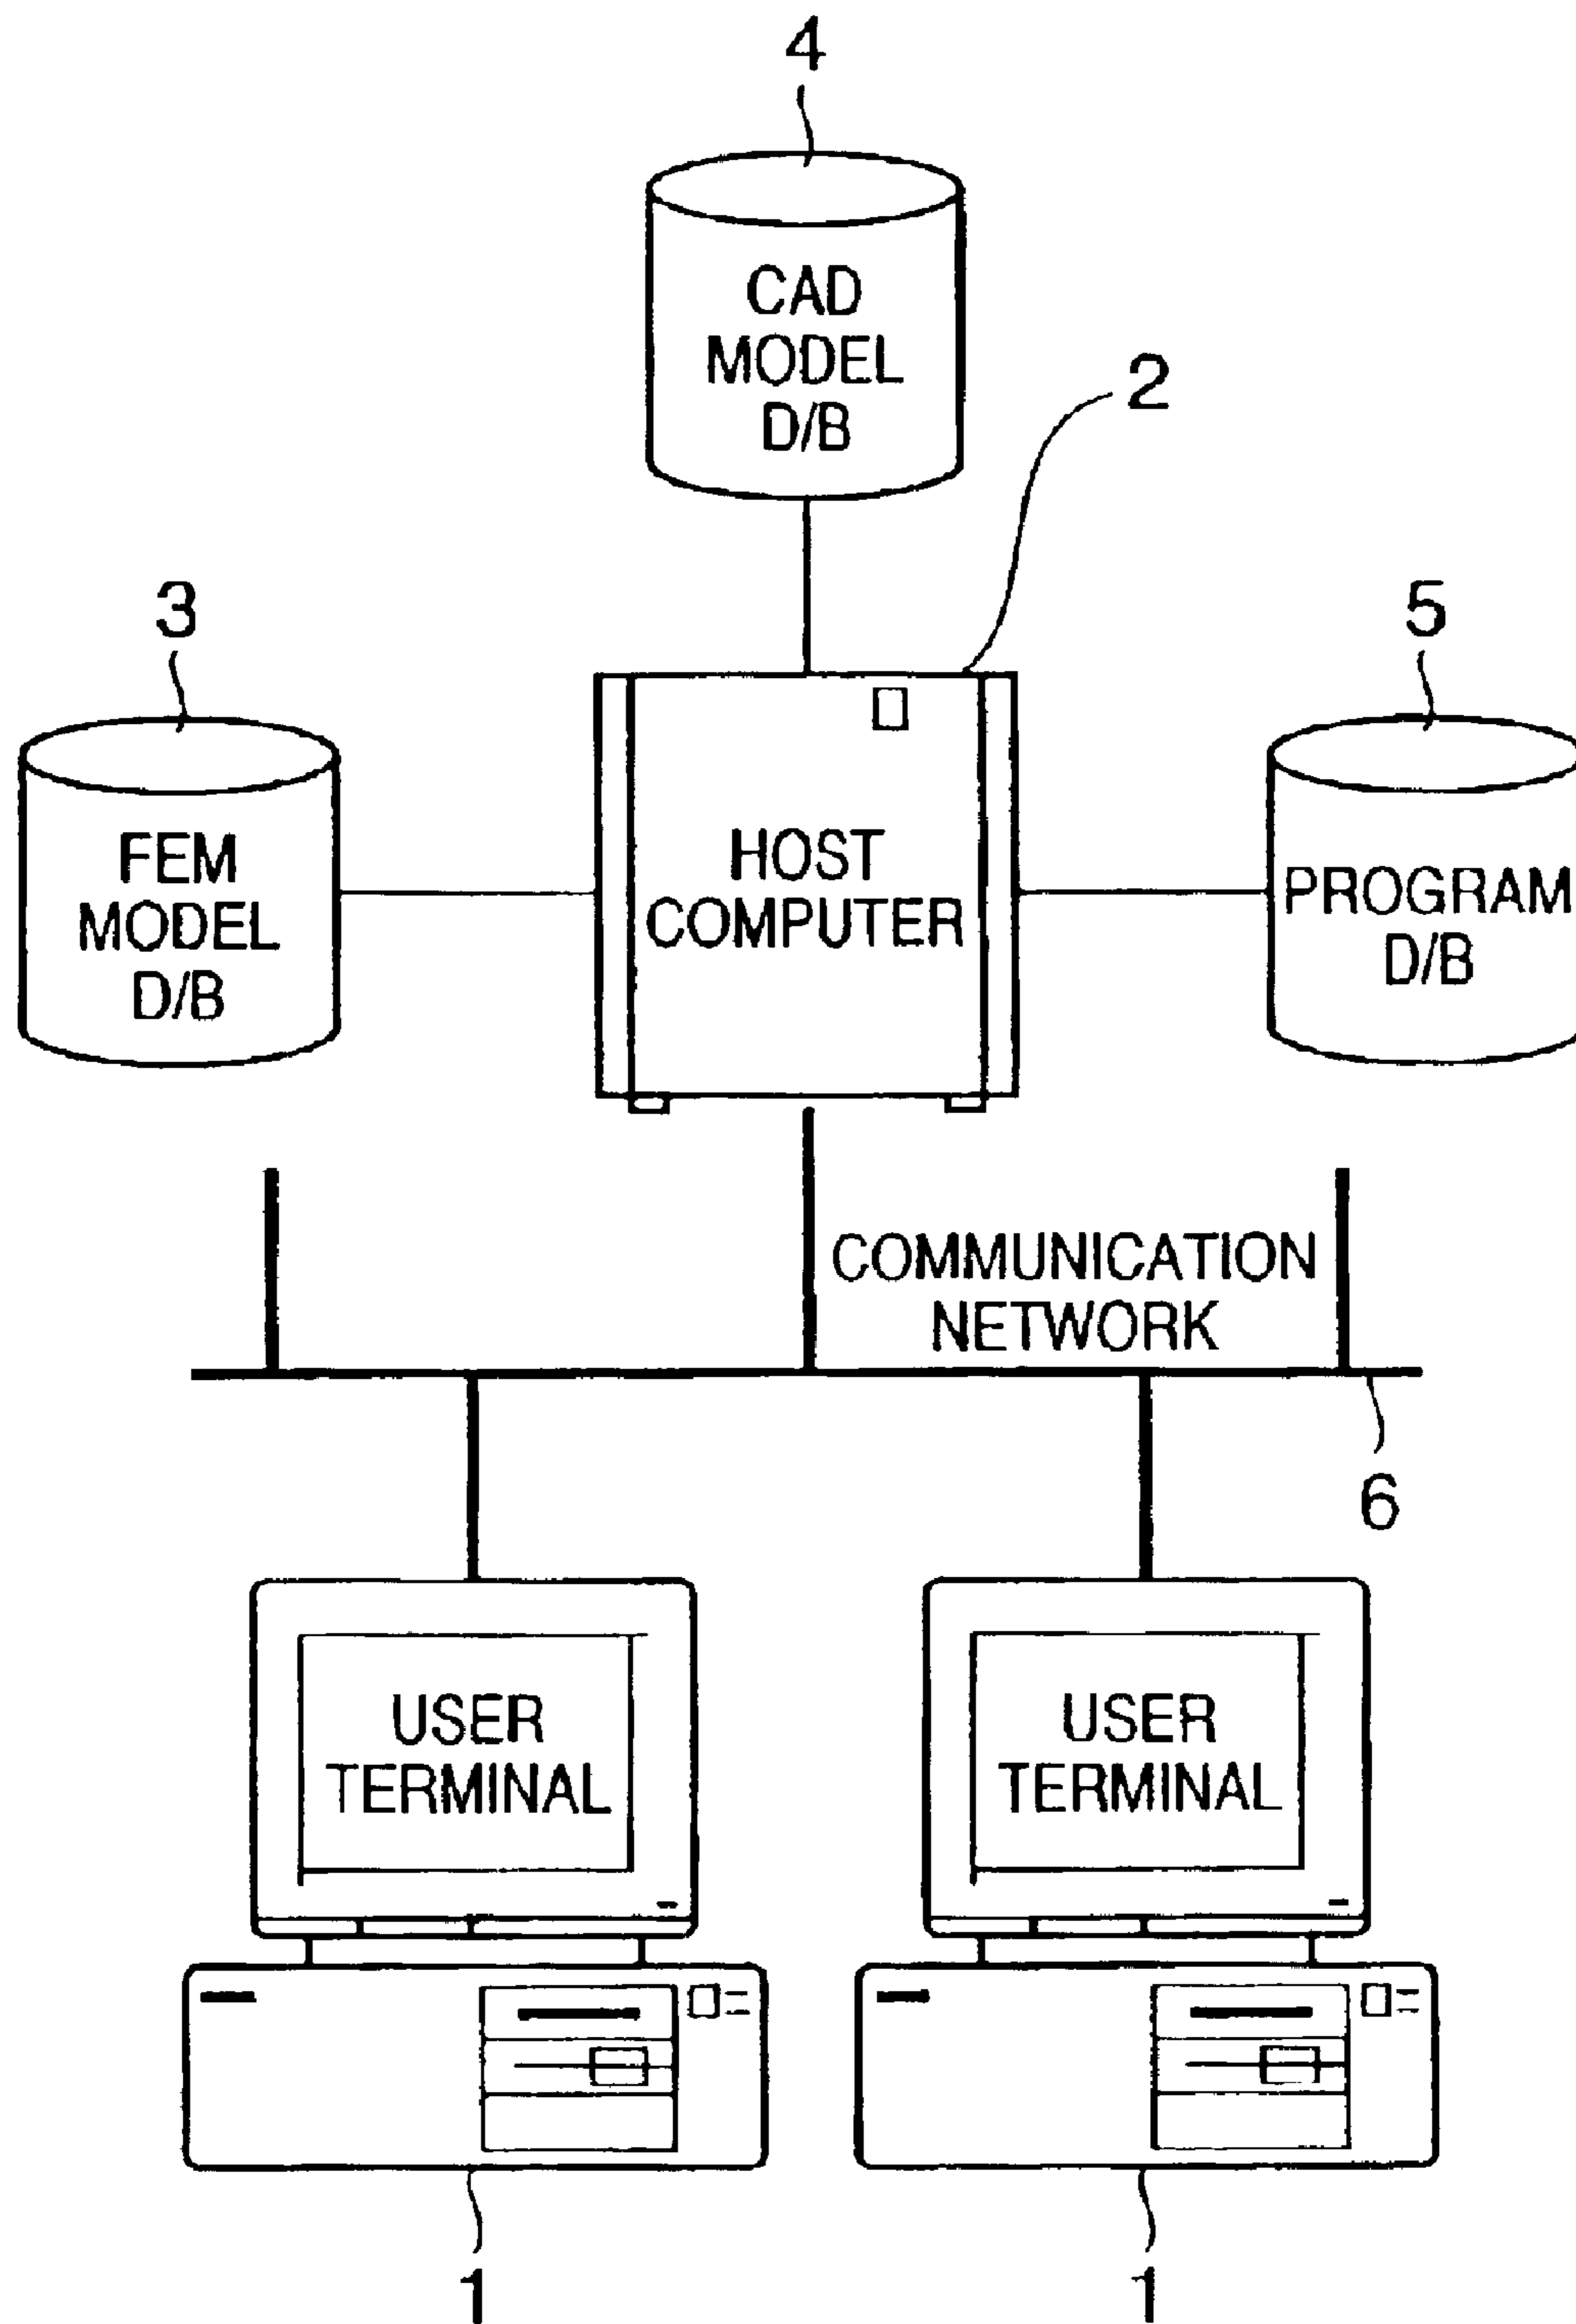 4
CAD
MODEL
D/B
2
3
5
FEM
MODEL
D/B
HOST
COMPUTER
PROGRAM
D/B
COMMUNICATION
NETWORK
6
USER
TERMINAL
USER
TERMINAL
1
1